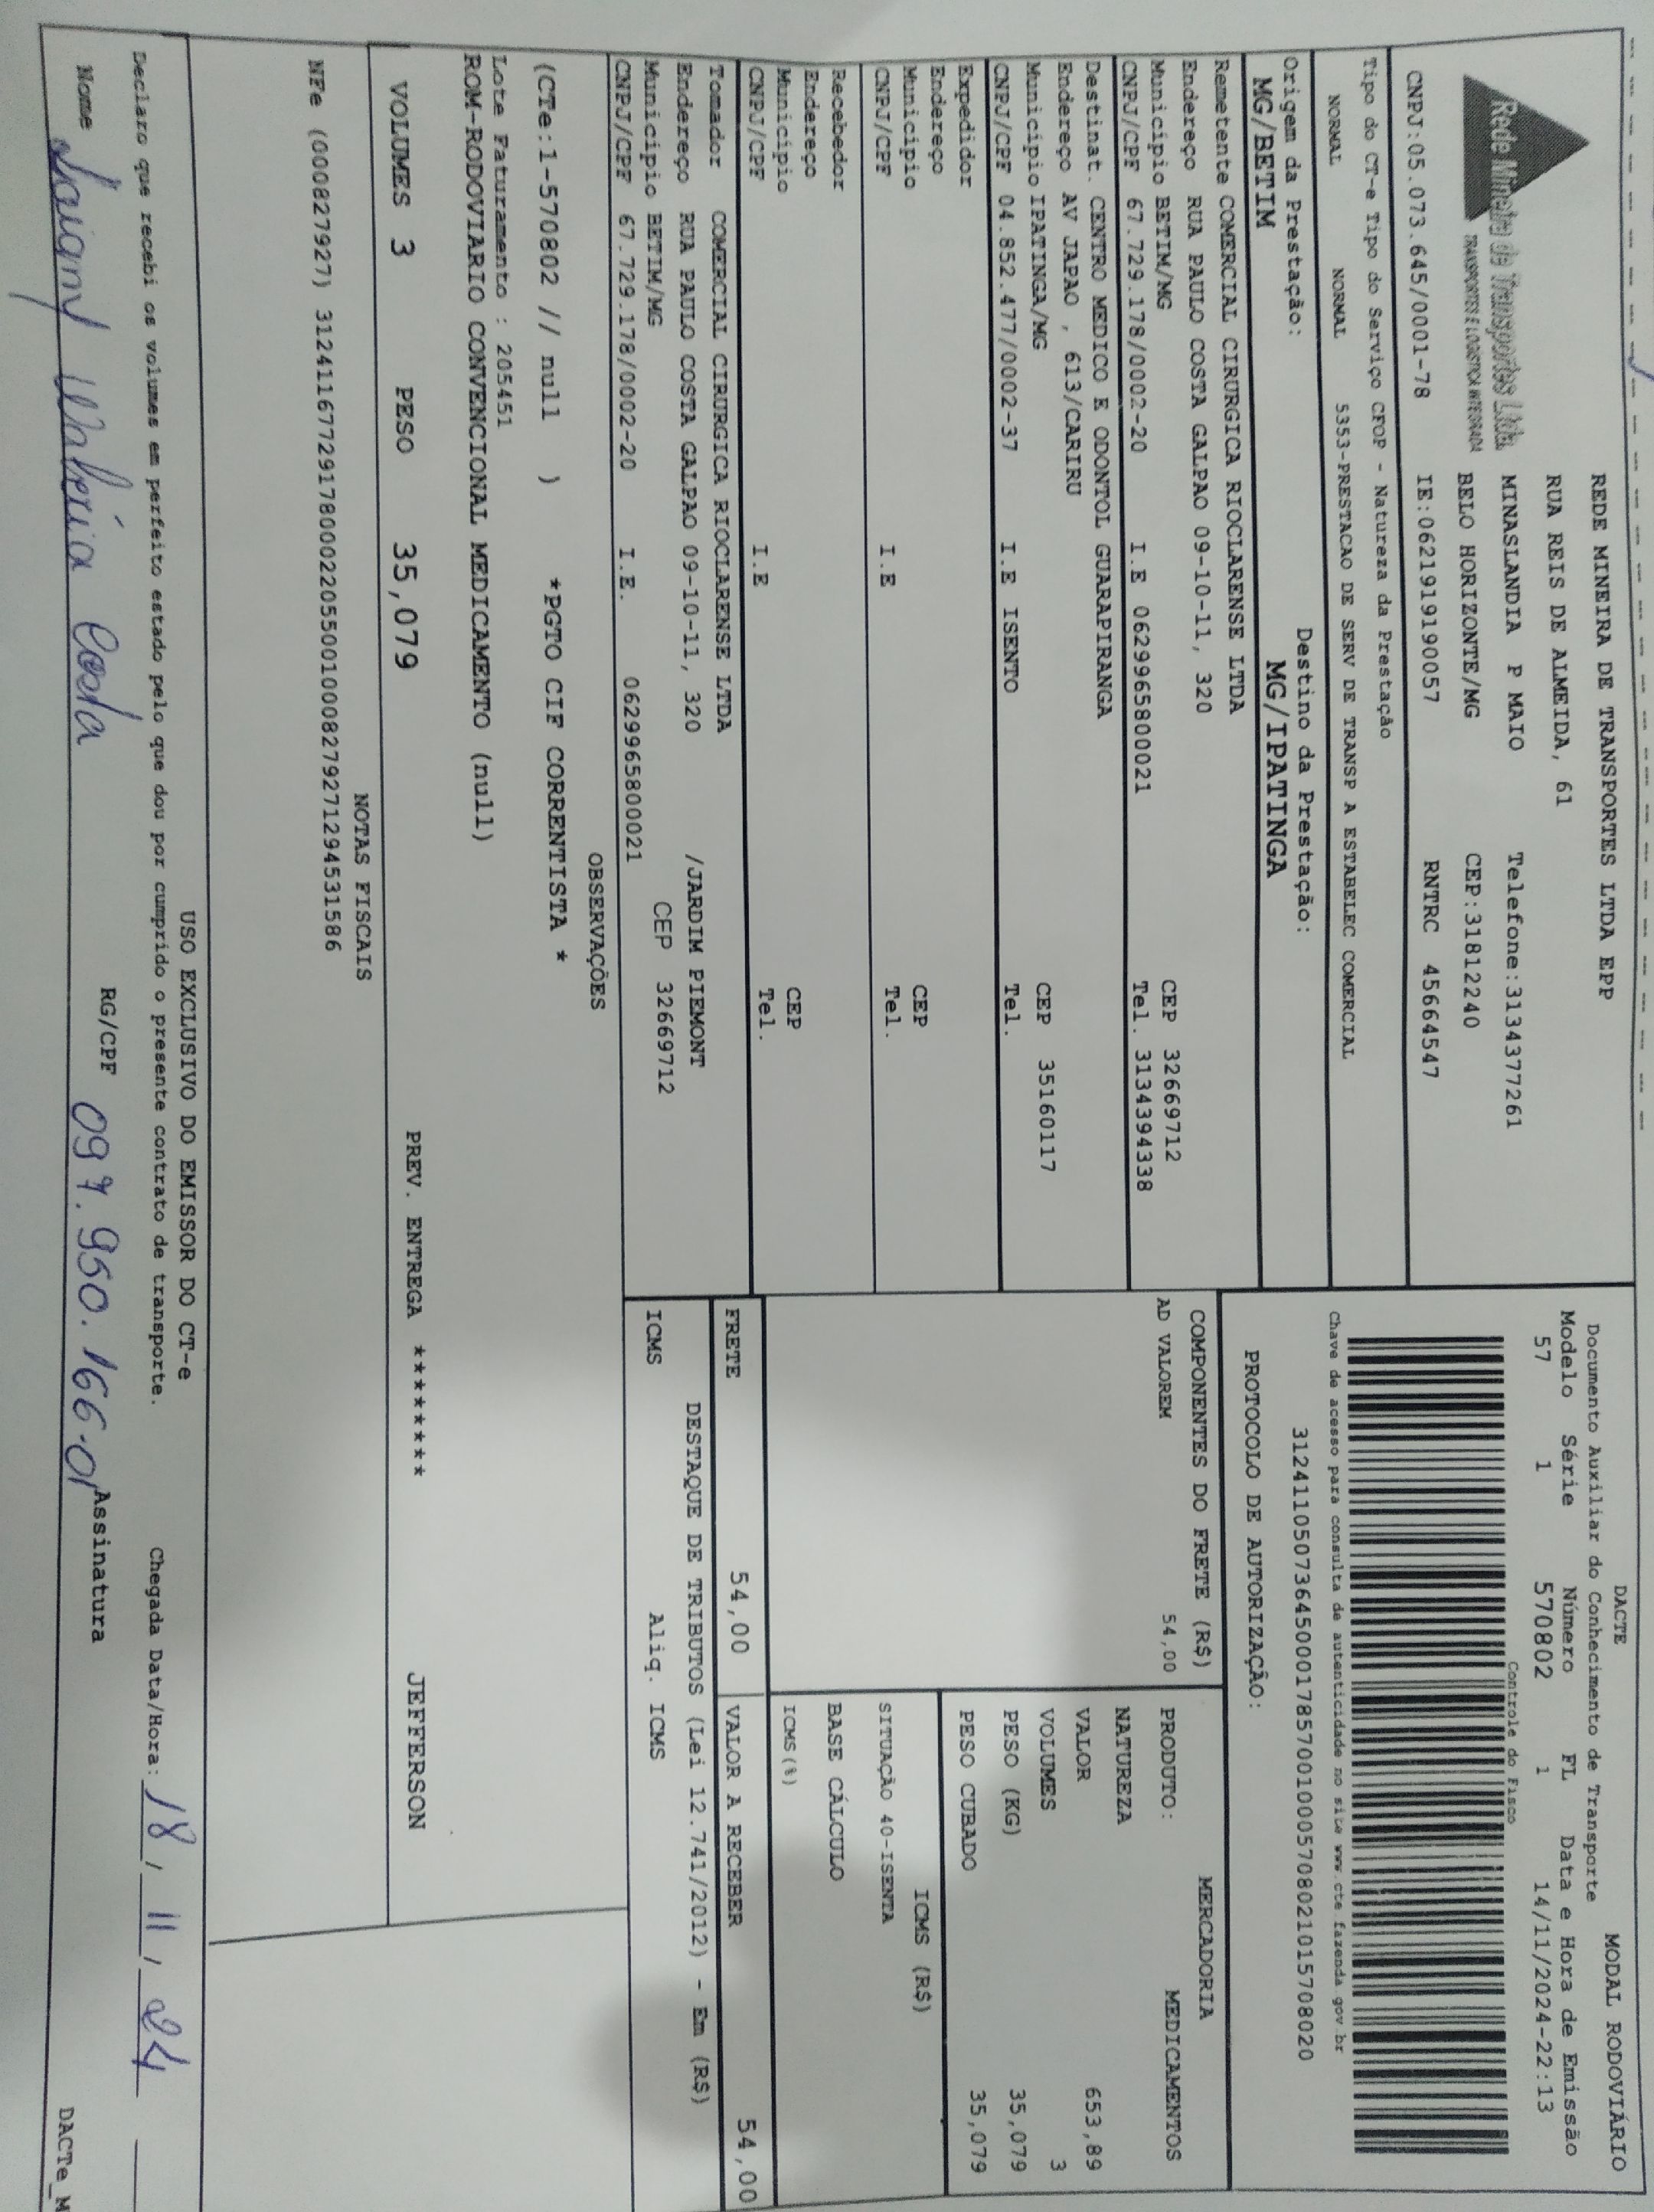 Rede Mineira de Transportes Ltda
TRANSPORTE E LOGISTICA INTEGRADA
REDE MINEIRA DE TRANSPORTES LTDA EPP
RUA REIS DE ALMEIDA, 61
MINASLANDIA P MAIO Telefone:3134377261
BELO HORIZONTE/MG CEP:31812240
CNPJ:05.073.645/0001-78 IE:0621919190057 RNTRC 45664547
DACTE MODAL RODOVIÁRIO
Documento Auxiliar do Conhecimento de Transporte
Modelo Série Número FL Data e Hora de Emissão
57 1 570802 1 14/11/2024-22:13
Controle do Fisco
Chave de acesso para consulta de autenticidade no site www.cte.fazenda.gov.br
31241105073645000178570010005708021015708020
PROTOCOLO DE AUTORIZAÇÃO:
Tipo do CT-e Tipo do Serviço CFOP - Natureza da Prestação
NORMAL NORMAL 5353-PRESTACAO DE SERV DE TRANSP A ESTABELEC COMERCIAL
Origem da Prestação: Destino da Prestação:
MG/BETIM MG/IPATINGA
Remetente COMERCIAL CIRURGICA RIOCLARENSE LTDA
Endereço RUA PAULO COSTA GALPAO 09-10-11, 320
Município BETIM/MG CEP 32669712
CNPJ/CPF 67.729.178/0002-20 I.E 0629965800021 Tel. 3134394338
Destinat. CENTRO MEDICO E ODONTOL GUARAPIRANGA
Endereço AV JAPAO , 613/CARIRU
Município IPATINGA/MG CEP 35160117
CNPJ/CPF 04.852.477/0002-37 I.E ISENTO Tel.
Expedidor
Endereço
Município CEP
CNPJ/CPF I.E Tel.
Recebedor
Endereço
Município CEP
CNPJ/CPF I.E Tel.
Tomador COMERCIAL CIRURGICA RIOCLARENSE LTDA
Endereço RUA PAULO COSTA GALPAO 09-10-11, 320 /JARDIM PIEMONT
Município BETIM/MG CEP 32669712
CNPJ/CPF 67.729.178/0002-20 I.E. 0629965800021
COMPONENTES DO FRETE (R$)
AD VALOREM 54,00
MERCADORIA
PRODUTO: MEDICAMENTOS
NATUREZA
VALOR 653,89
VOLUMES 3
PESO (KG) 35,079
PESO CUBADO 35,079
ICMS (R$)
SITUAÇÃO 40-ISENTA
BASE CÁLCULO
ICMS(%)
FRETE 54,00 VALOR A RECEBER 54,00
DESTAQUE DE TRIBUTOS (Lei 12.741/2012) - Em (R$)
ICMS Aliq. ICMS
OBSERVAÇÕES
(CTe:1-570802 // null ) *PGTO CIF CORRENTISTA *
Lote Faturamento : 205451
ROM-RODOVIARIO CONVENCIONAL MEDICAMENTO (null)
VOLUMES 3 PESO 35,079 PREV. ENTREGA ******** JEFFERSON
NOTAS FISCAIS
NFe (000827927) 31241167729178000220550010008279271294531586
USO EXCLUSIVO DO EMISSOR DO CT-e
Declaro que recebi os volumes em perfeito estado pelo que dou por cumprido o presente contrato de transporte. Chegada Data/Hora: 18/11/24
Nome Valéria Costa RG/CPF 097.950.166-01 Assinatura
DACTe_M